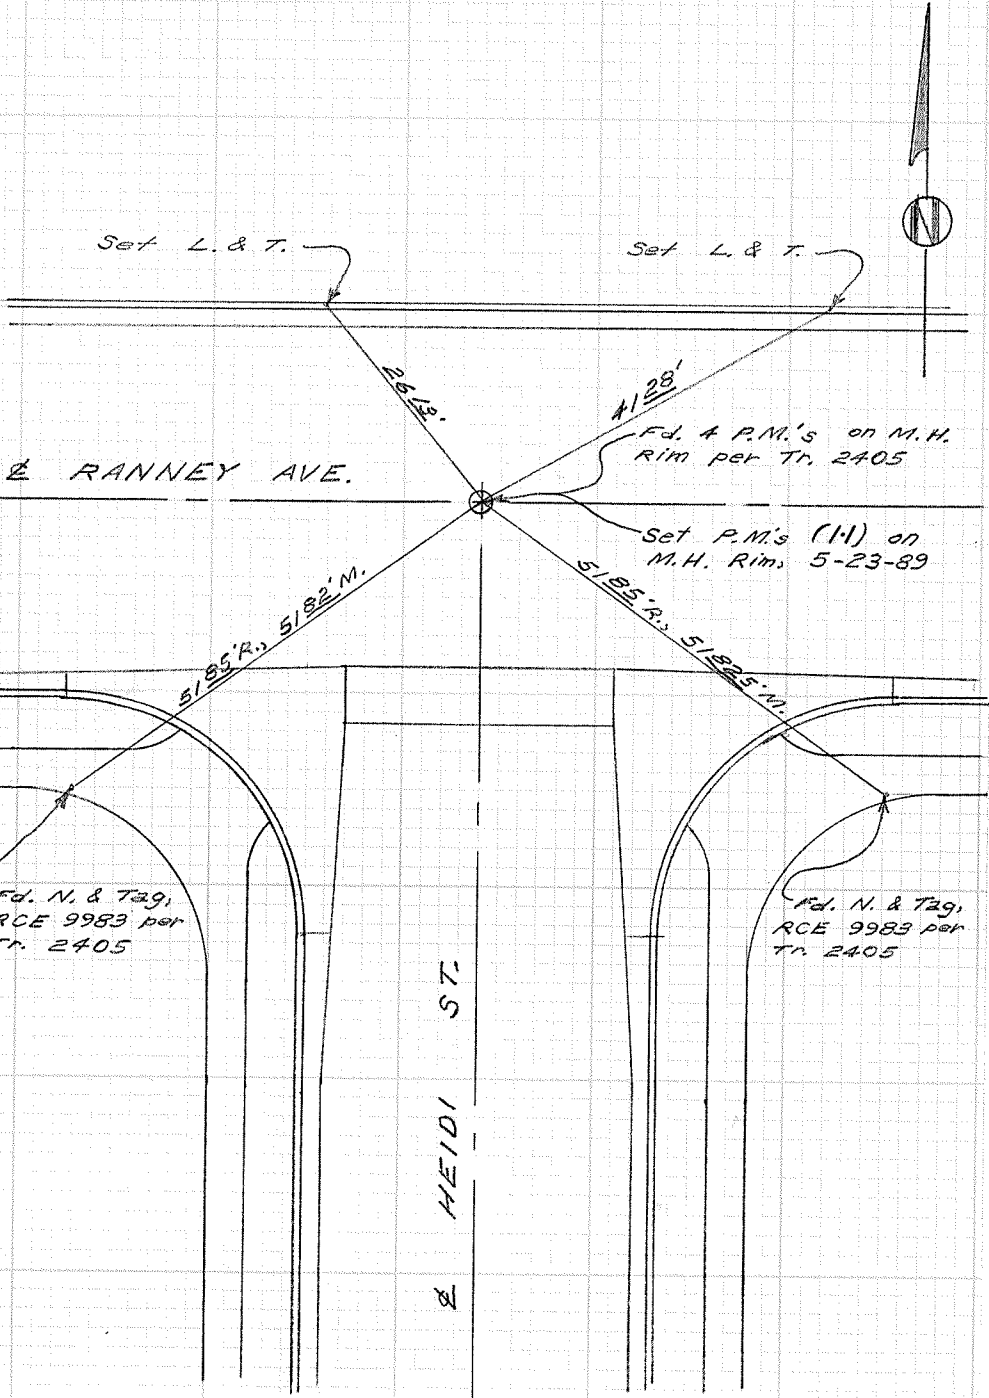 N
Set L. & T.
Set L. & T.
26 13'
41 28'
Fd. 4 P.M.'s on M.H.
Rim per Tr. 2405
℄ RANNEY AVE.
Set P.M.'s (1.1) on
M.H. Rim, 5-23-89
51 85' R., 51 82' M.
51 85' R., 51 825' M.
Fd. N. & Tag,
RCE 9983 per
Tr. 2405
Fd. N. & Tag,
RCE 9983 per
Tr. 2405
℄ HEIDI ST.